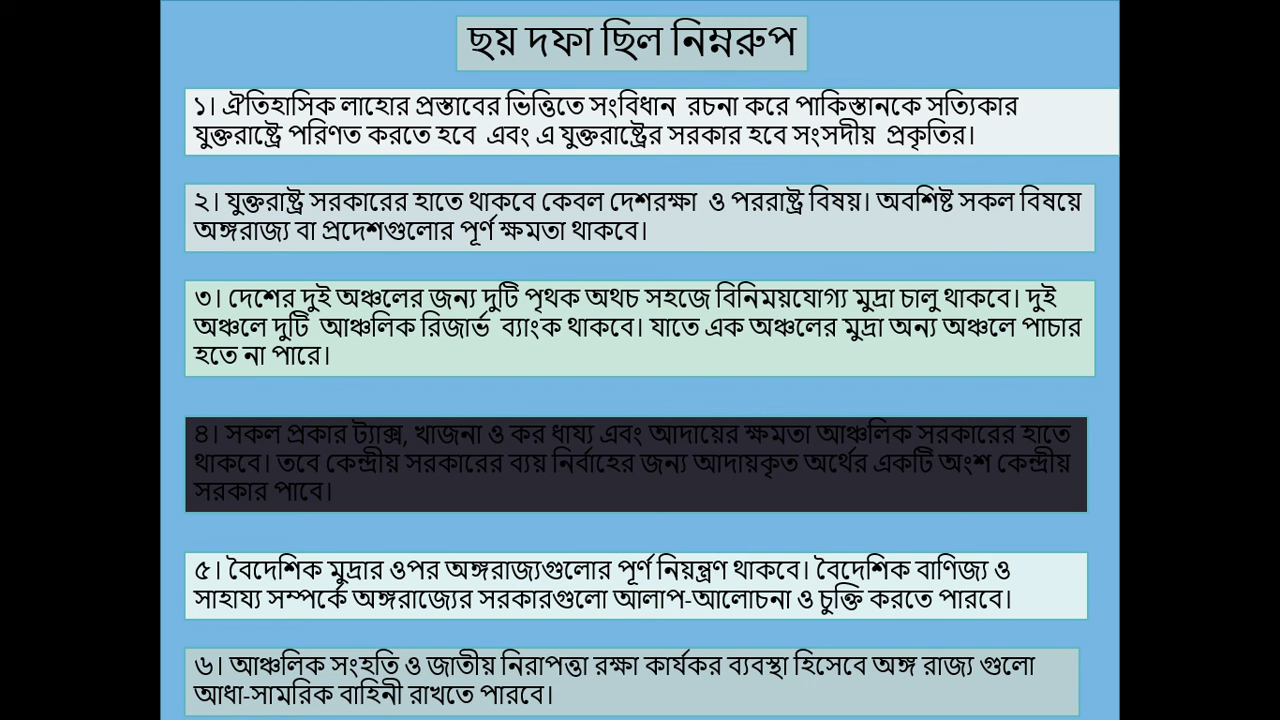 ছয় দফা ছিল নিম্নরুপ
১। ঐতিহাসিক লাহোর প্রস্তাবের ভিত্তিতে সংবিধান রচনা করে পাকিস্তানকে সত্যিকার
যুক্তরাষ্ট্রে পরিণত করতে হবে এবং এ যুক্তরাষ্ট্রের সরকার হবে সংসদীয় প্রকৃতির।
২। যুক্তরাষ্ট্র সরকারের হাতে থাকবে কেবল দেশরক্ষা ও পররাষ্ট্র বিষয়। অবশিষ্ট সকল বিষয়ে
অঙ্গরাজ্য বা প্রদেশগুলোর পূর্ণ ক্ষমতা থাকবে।
৩। দেশের দুই অঞ্চলের জন্য দুটি পৃথক অথচ সহজে বিনিময়যোগ্য মুদ্রা চালু থাকবে। দুই
অঞ্চলে দুটি আঞ্চলিক রিজার্ভ ব্যাংক থাকবে। যাতে এক অঞ্চলের মুদ্রা অন্য অঞ্চলে পাচার
হতে না পারে।
৪। সকল প্রকার ট্যাক্স, খাজনা ও কর ধায্য এবং আদায়ের ক্ষমতা আঞ্চলিক সরকারের হাতে
থাকবে। তবে কেন্দ্রীয় সরকারের ব্যয় নির্বাহের জন্য আদায়কৃত অর্থের একটি অংশ কেন্দ্রীয়
সরকার পাবে।
৫। বৈদেশিক মুদ্রার ওপর অঙ্গরাজ্যগুলোর পূর্ণ নিয়ন্ত্রণ থাকবে। বৈদেশিক বাণিজ্য ও
সাহায্য সম্পর্কে অঙ্গরাজ্যের সরকারগুলো আলাপ-আলোচনা ও চুক্তি করতে পারবে।
৬। আঞ্চলিক সংহতি ও জাতীয় নিরাপত্তা রক্ষা কার্যকর ব্যবস্থা হিসেবে অঙ্গ রাজ্য গুলো
আধা-সামরিক বাহিনী রাখতে পারবে।